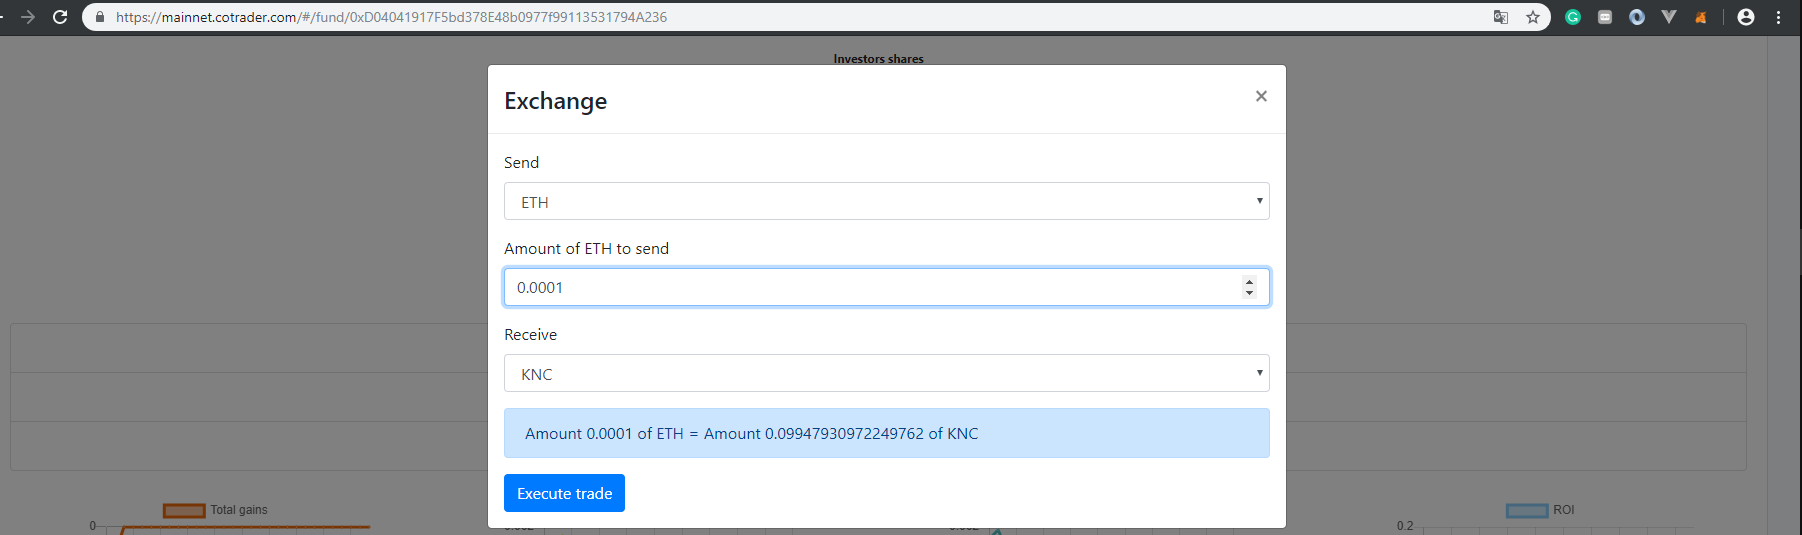 https://mainnet.cotrader.com/#/fund/0xD04041917F5bd378E48b0977f99113531794A236
Investors shares
Exchange
×
Send
ETH
Amount of ETH to send
0.0001
Receive
KNC
Amount 0.0001 of ETH = Amount 0.09947930972249762 of KNC
Execute trade
Total gains
ROI
0
0.2